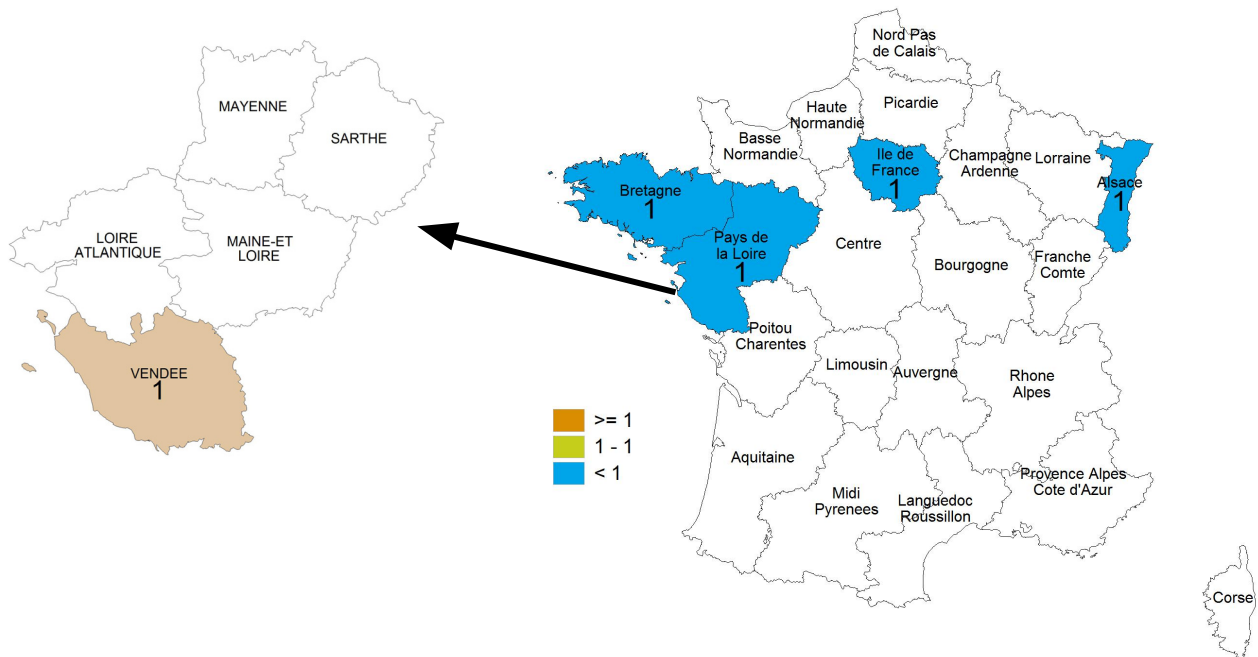 MAYENNE
SARTHE
LOIRE
ATLANTIQUE
MAINE-ET
LOIRE
VENDEE
1
Nord Pas
de Calais
Picardie
Haute
Normandie
Basse
Normandie
Ile de
France
1
Champagne
Ardenne
Lorraine
Alsace
1
Bretagne
1
Pays de
la Loire
1
Centre
Bourgogne
Franche
Comte
Poitou
Charentes
Limousin
Auvergne
Rhone
Alpes
Aquitaine
Midi
Pyrenees
Languedoc
Roussillon
Provence Alpes
Cote d'Azur
Corse
>= 1
1 - 1
< 1